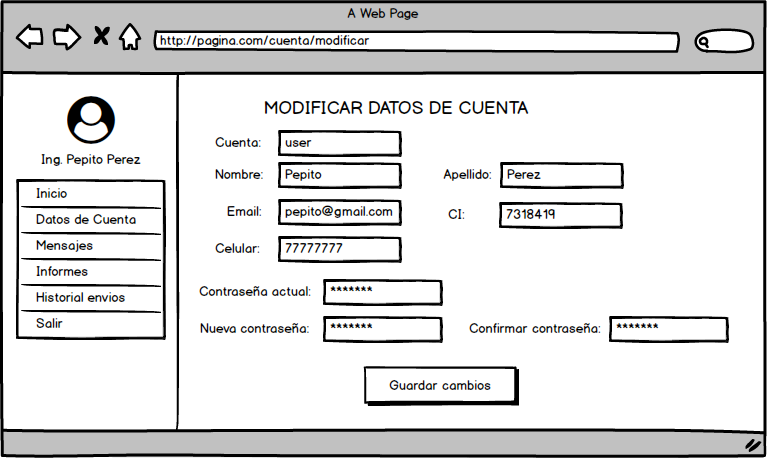 A Web Page
http://pagina.com/cuenta/modificar
Ing. Pepito Perez
Inicio
Datos de Cuenta
Mensajes
Informes
Historial envios
Salir
MODIFICAR DATOS DE CUENTA
Cuenta: user
Nombre: Pepito Apellido: Perez
Email: pepito@gmail.com CI: 7318419
Celular: 77777777
Contraseña actual: *******
Nueva contraseña: ******* Confirmar contraseña: *******
Guardar cambios